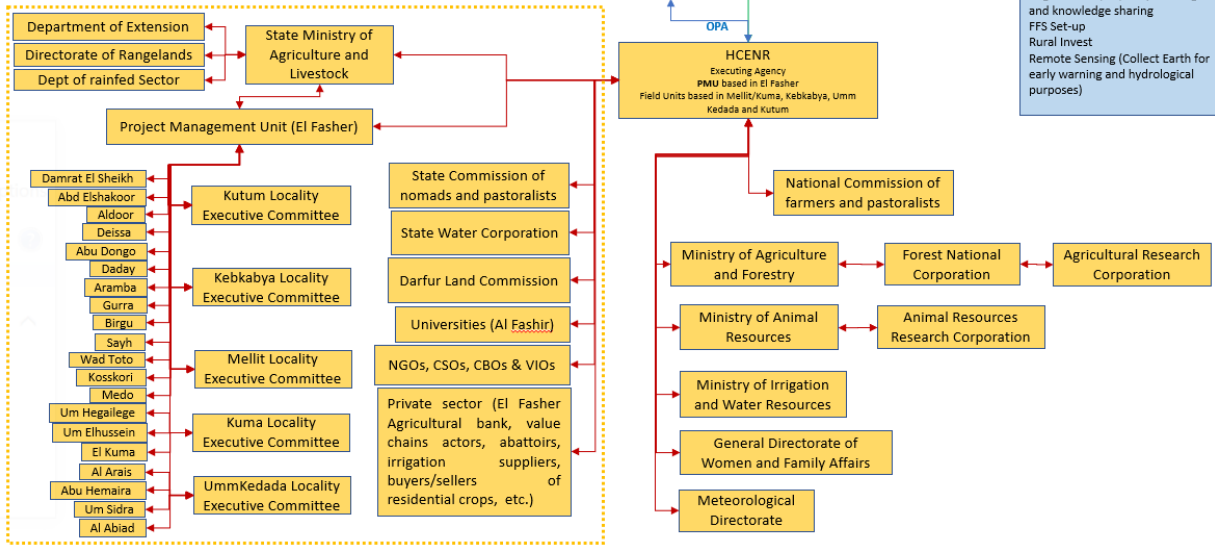 Department of Extension
Directorate of Rangelands
Dept of rainfed Sector
State Ministry of
Agriculture and
Livestock
Project Management Unit (El Fasher)
OPA
HCENR
Executing Agency
PMU based in El Fasher
Field Units based in Mellit/Kuma, Kebkabya, Umm
Kedada and Kutum
and knowledge sharing
FFS Set-up
Rural Invest
Remote Sensing (Collect Earth for
early warning and hydrological
purposes)
Damrat El Sheikh
Abd Elshakoor
Aldoor
Deissa
Abu Dongo
Daday
Aramba
Gurra
Birgu
Sayh
Wad Toto
Kosskori
Medo
Um Hegailege
Um Elhussein
El Kuma
Al Arais
Abu Hemaira
Um Sidra
Al Abiad
Kutum Locality
Executive Committee
Kebkabya Locality
Executive Committee
Mellit Locality
Executive Committee
Kuma Locality
Executive Committee
UmmKedada Locality
Executive Committee
State Commission of
nomads and pastoralists
State Water Corporation
Darfur Land Commission
Universities (Al Fashir)
NGOs, CSOs, CBOs & VIOs
Private sector (El Fasher
Agricultural bank, value
chains actors, abattoirs,
irrigation suppliers,
buyers/sellers of
residential crops, etc.)
National Commission of
farmers and pastoralists
Ministry of Agriculture
and Forestry
Forest National
Corporation
Agricultural Research
Corporation
Ministry of Animal
Resources
Animal Resources
Research Corporation
Ministry of Irrigation
and Water Resources
General Directorate of
Women and Family Affairs
Meteorological
Directorate